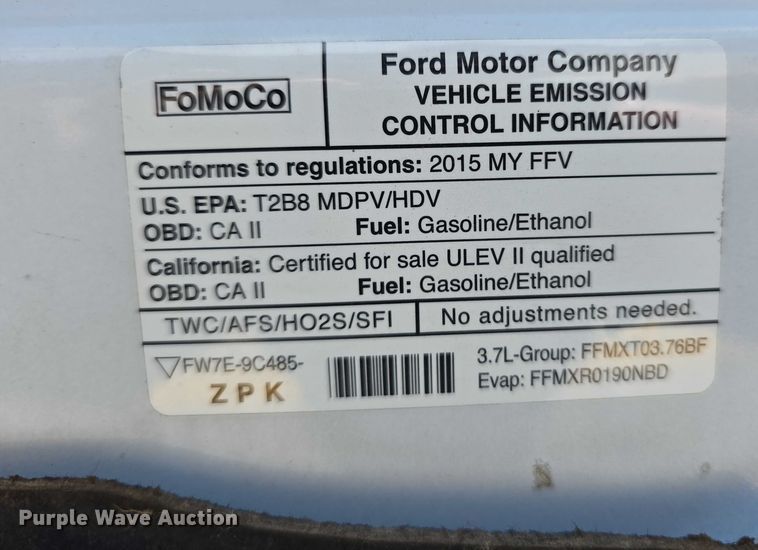 FoMoCo
Ford Motor Company
VEHICLE EMISSION
CONTROL INFORMATION
Conforms to regulations: 2015 MY FFV
U.S. EPA: T2B8 MDPV/HDV
OBD: CA II Fuel: Gasoline/Ethanol
California: Certified for sale ULEV II qualified
OBD: CA II Fuel: Gasoline/Ethanol
TWC/AFS/HO2S/SFI No adjustments needed.
▽FW7E-9C485-
Z P K
3.7L-Group: FFMXT03.76BF
Evap: FFMXR0190NBD
Purple Wave Auction